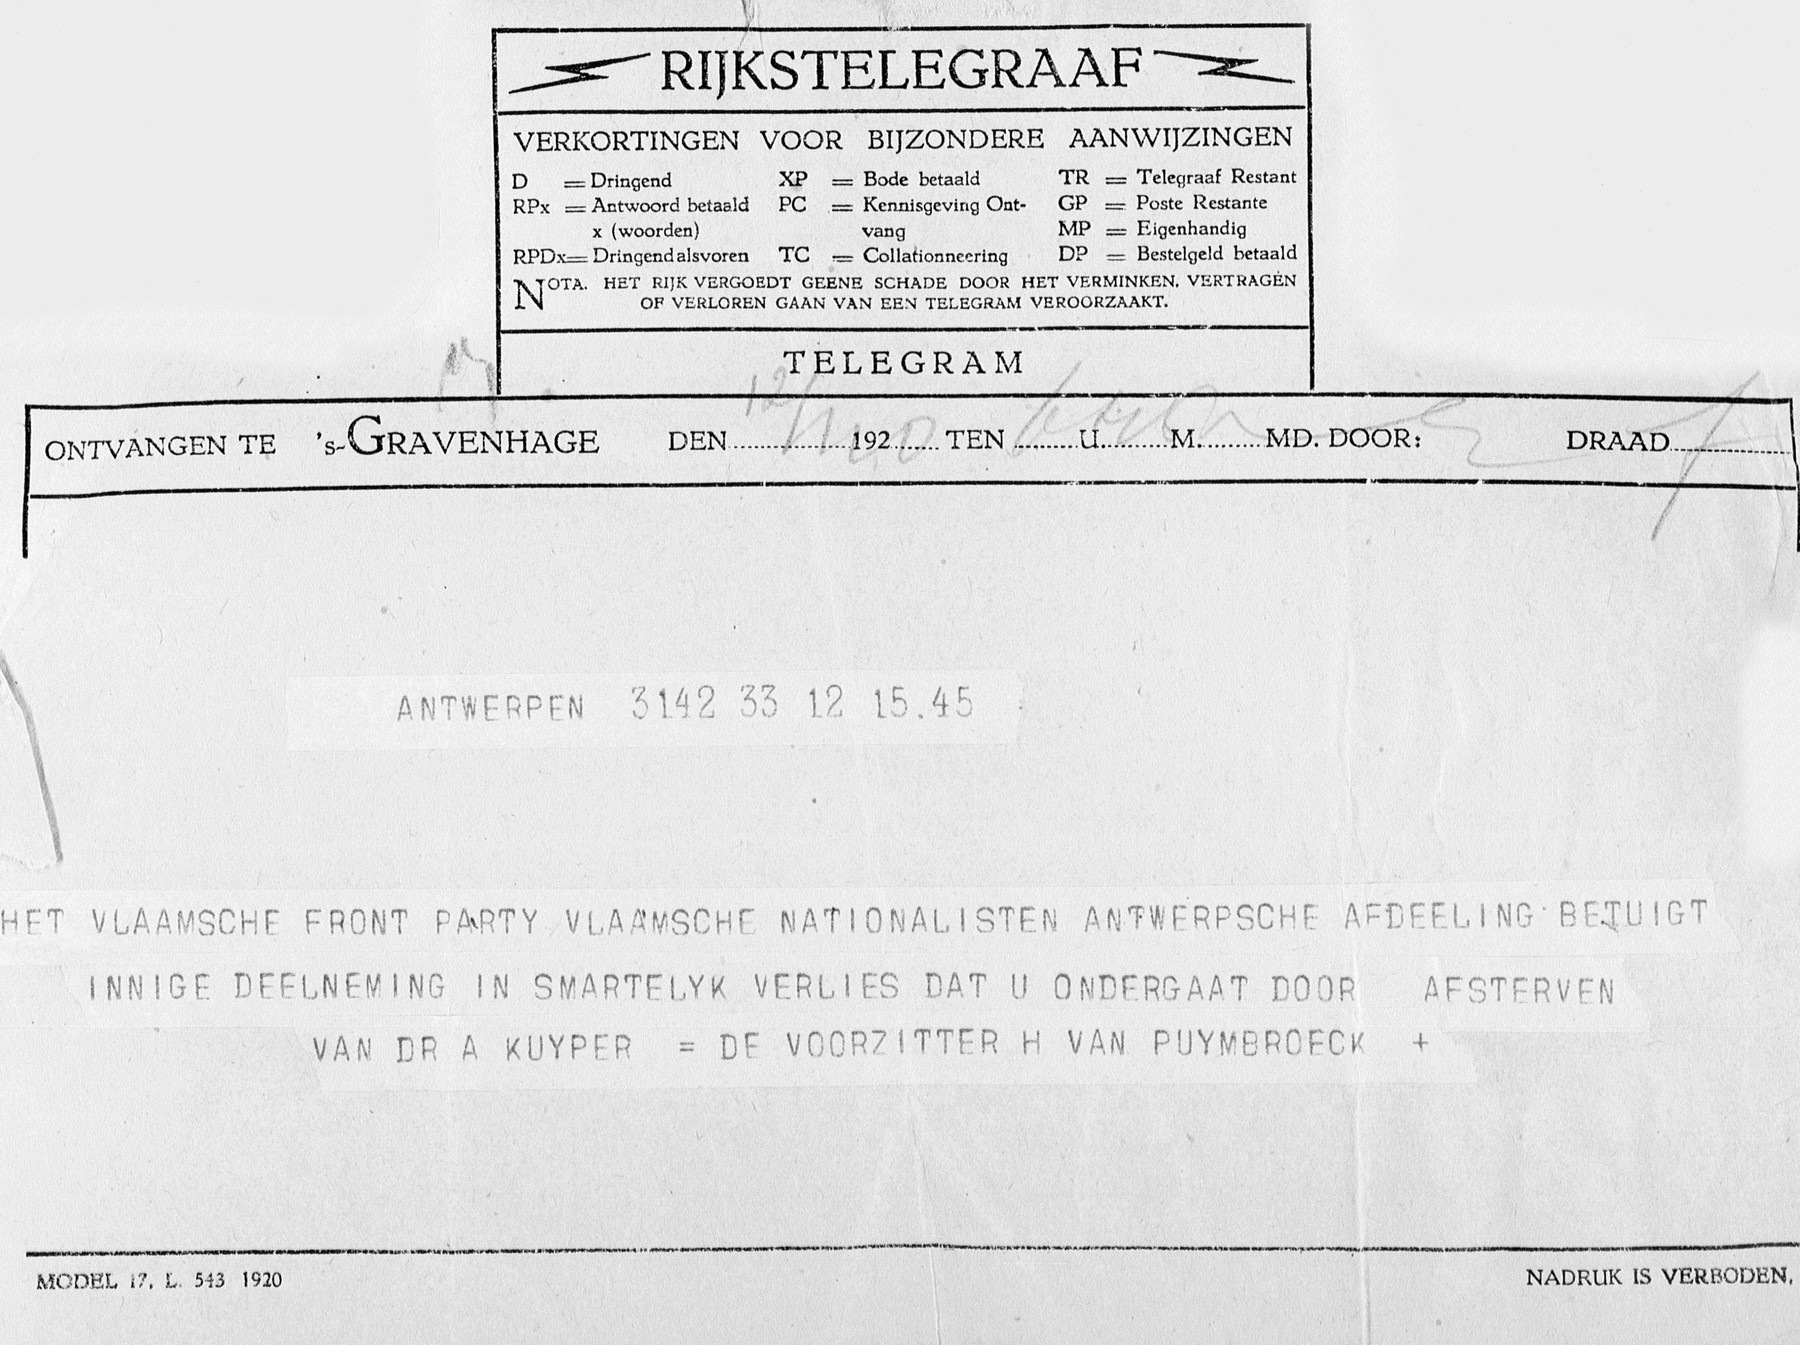 RIJKSTELEGRAAF
VERKORTINGEN VOOR BIJZONDERE AANWIJZINGEN
D = Dringend XP = Bode betaald TR = Telegraaf Restant
RPx = Antwoord betaald PC = Kennisgeving Ont- GP = Poste Restante
x (woorden) vang MP = Eigenhandig
RPDx = Dringend alsvoren TC = Collationneering DP = Bestelgeld betaald
NOTA. HET RIJK VERGOEDT GEENE SCHADE DOOR HET VERMINKEN, VERTRAGEN
OF VERLOREN GAAN VAN EEN TELEGRAM VEROORZAAKT.
TELEGRAM
ONTVANGEN TE 's-GRAVENHAGE DEN 12/11 192 TEN U. M. MD. DOOR: DRAAD
ANTWERPEN 3142 33 12 15.45
HET VLAAMSCHE FRONT PARTY VLAAMSCHE NATIONALISTEN ANTWERPSCHE AFDEELING BETUIGT
INNIGE DEELNEMING IN SMARTELYK VERLIES DAT U ONDERGAAT DOOR AFSTERVEN
VAN DR A KUYPER = DE VOORZITTER H VAN PUYMBROECK +
MODEL 17, L. 543 1920 NADRUK IS VERBODEN.